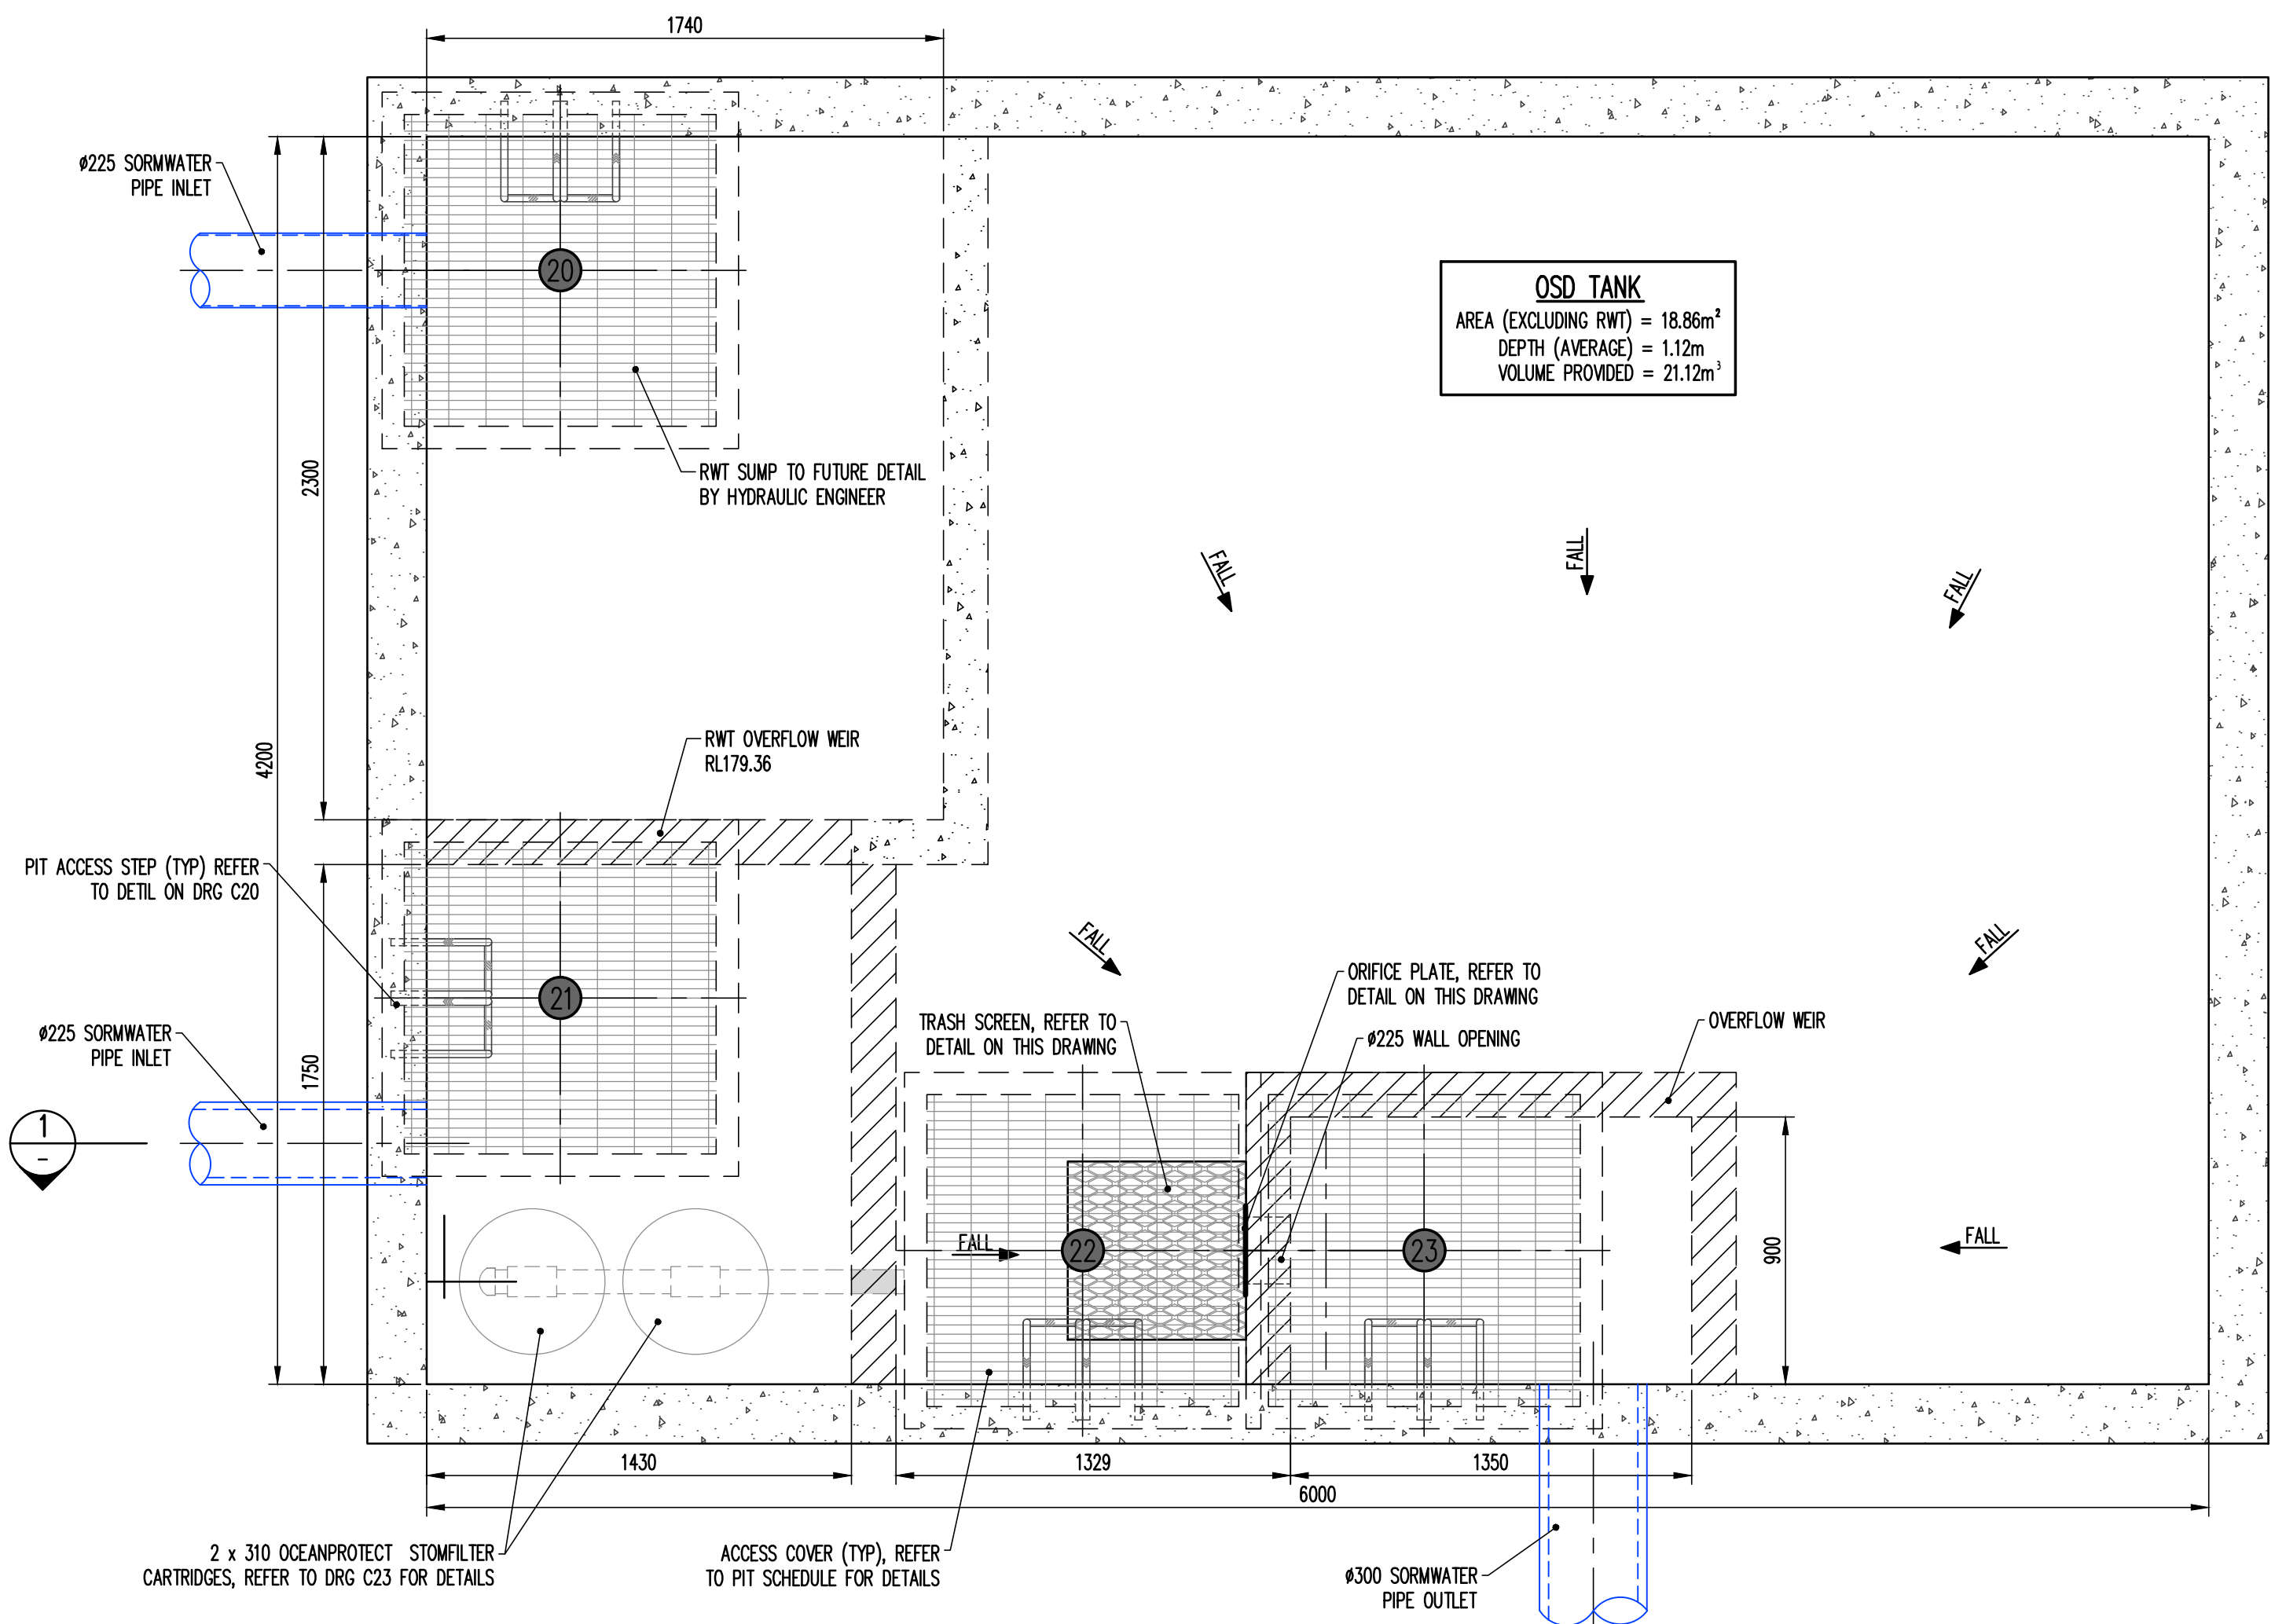 1740
ø225 SORMWATER
PIPE INLET
20
OSD TANK
AREA (EXCLUDING RWT) = 18.86m²
DEPTH (AVERAGE) = 1.12m
VOLUME PROVIDED = 21.12m³
2300
RWT SUMP TO FUTURE DETAIL
BY HYDRAULIC ENGINEER
FALL
FALL
FALL
4200
RWT OVERFLOW WEIR
RL179.36
PIT ACCESS STEP (TYP) REFER
TO DETIL ON DRG C20
21
FALL
FALL
ORIFICE PLATE, REFER TO
DETAIL ON THIS DRAWING
TRASH SCREEN, REFER TO
DETAIL ON THIS DRAWING
ø225 WALL OPENING
OVERFLOW WEIR
ø225 SORMWATER
PIPE INLET
1750
1
-
FALL
22
23
900
FALL
1430
1329
1350
6000
2 x 310 OCEANPROTECT STOMFILTER
CARTRIDGES, REFER TO DRG C23 FOR DETAILS
ACCESS COVER (TYP), REFER
TO PIT SCHEDULE FOR DETAILS
ø300 SORMWATER
PIPE OUTLET